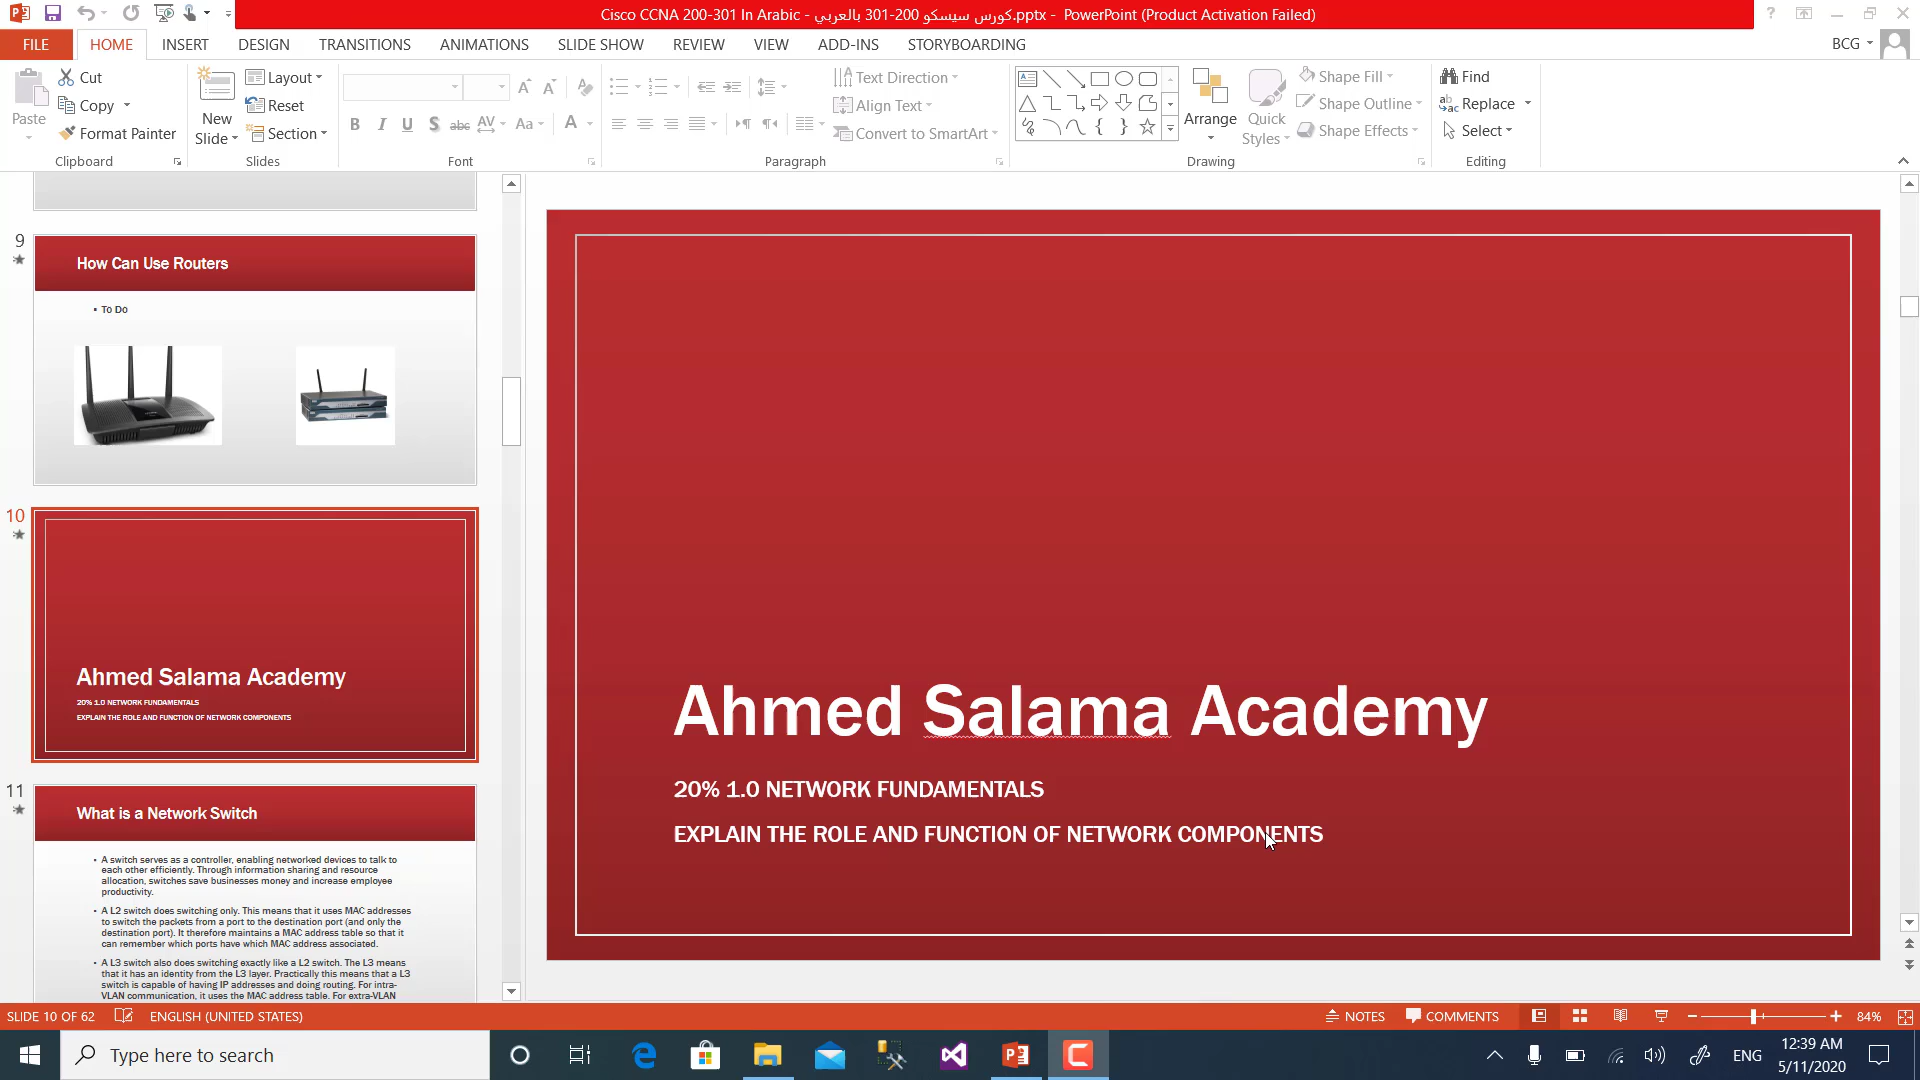 Cisco CCNA 200-301 In Arabic - كورس سيسكو 200-301 بالعربي.pptx - PowerPoint (Product Activation Failed)
FILE HOME INSERT DESIGN TRANSITIONS ANIMATIONS SLIDE SHOW REVIEW VIEW ADD-INS STORYBOARDING BCG
Paste
Cut
Copy
Format Painter
Clipboard
New Slide
Layout
Reset
Section
Slides
Font
Text Direction
Align Text
Convert to SmartArt
Paragraph
Arrange
Quick Styles
Shape Fill
Shape Outline
Shape Effects
Drawing
Find
Replace
Select
Editing
9
How Can Use Routers
To Do
10
Ahmed Salama Academy
20% 1.0 NETWORK FUNDAMENTALS
EXPLAIN THE ROLE AND FUNCTION OF NETWORK COMPONENTS
11
What is a Network Switch
A switch serves as a controller, enabling networked devices to talk to
each other efficiently. Through information sharing and resource
allocation, switches save businesses money and increase employee
productivity.
A L2 switch does switching only. This means that it uses MAC addresses
to switch the packets from a port to the destination port (and only the
destination port). It therefore maintains a MAC address table so that it
can remember which ports have which MAC address associated.
A L3 switch also does switching exactly like a L2 switch. The L3 means
that it has an identity from the L3 layer. Practically this means that a L3
switch is capable of having IP addresses and doing routing. For intra-
VLAN communication, it uses the MAC address table. For extra-VLAN
Ahmed Salama Academy
20% 1.0 NETWORK FUNDAMENTALS
EXPLAIN THE ROLE AND FUNCTION OF NETWORK COMPONENTS
SLIDE 10 OF 62 ENGLISH (UNITED STATES) NOTES COMMENTS 84%
Type here to search
ENG
12:39 AM
5/11/2020